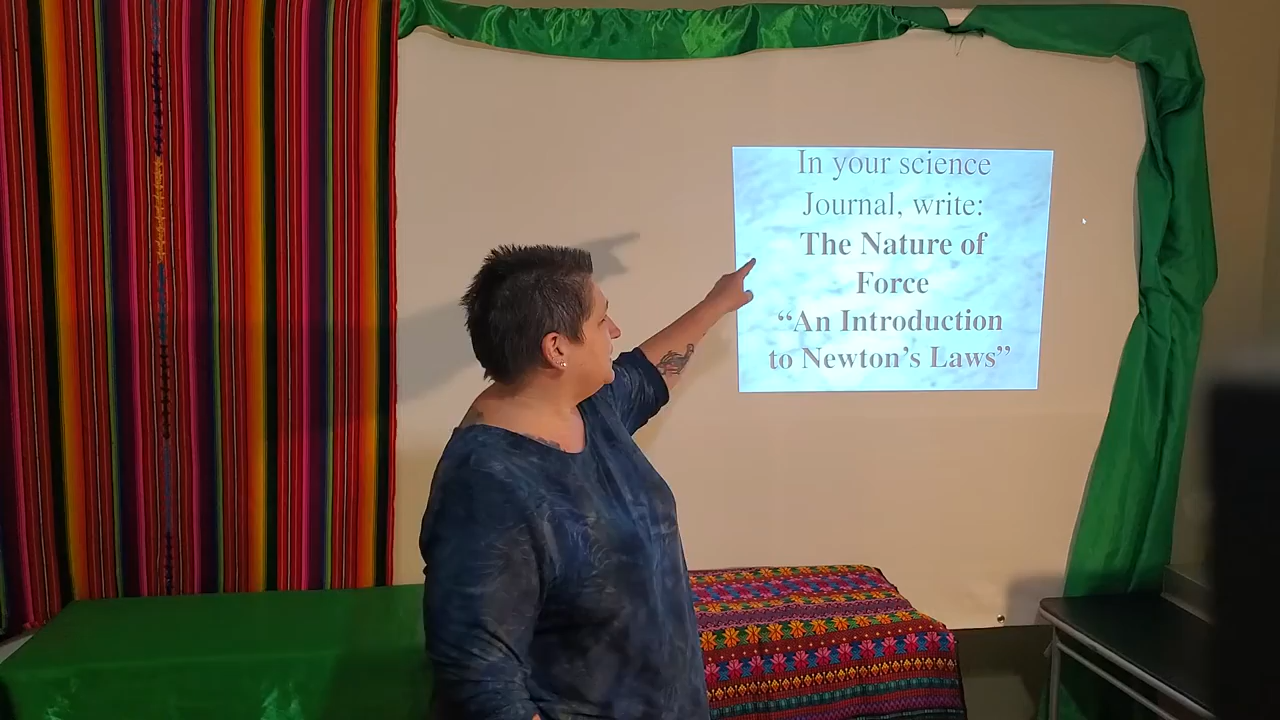 In your science
Journal, write:
The Nature of
Force
“An Introduction
to Newton’s Laws”